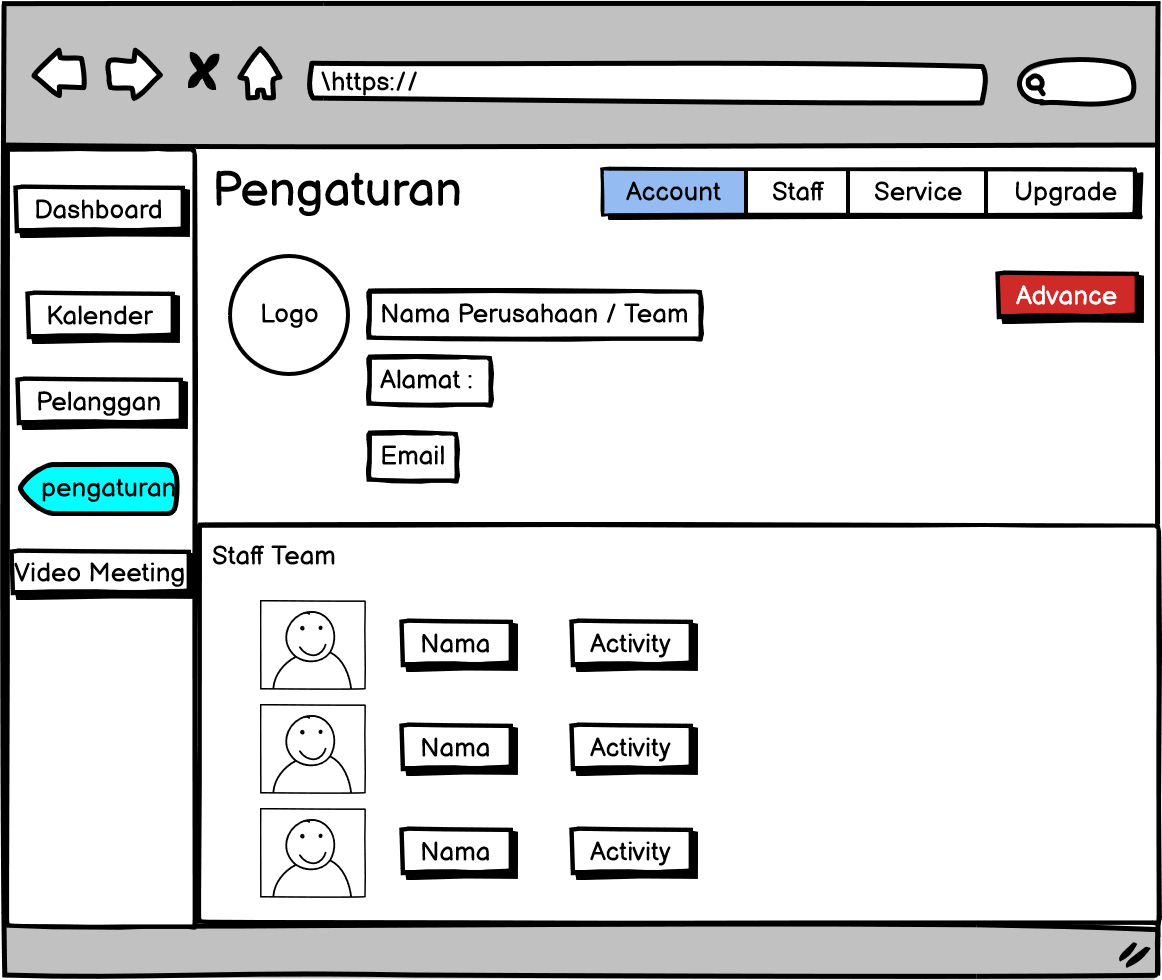 \https://
Dashboard
Kalender
Pelanggan
pengaturan
Video Meeting
Pengaturan
Account Staff Service Upgrade
Advance
Logo
Nama Perusahaan / Team
Alamat :
Email
Staff Team
Nama Activity
Nama Activity
Nama Activity